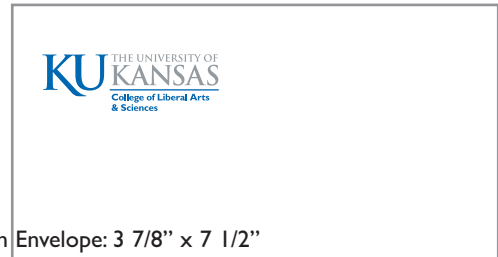 KU THE UNIVERSITY OF
KANSAS
College of Liberal Arts
& Sciences
Envelope: 3 7/8” x 7 1/2”